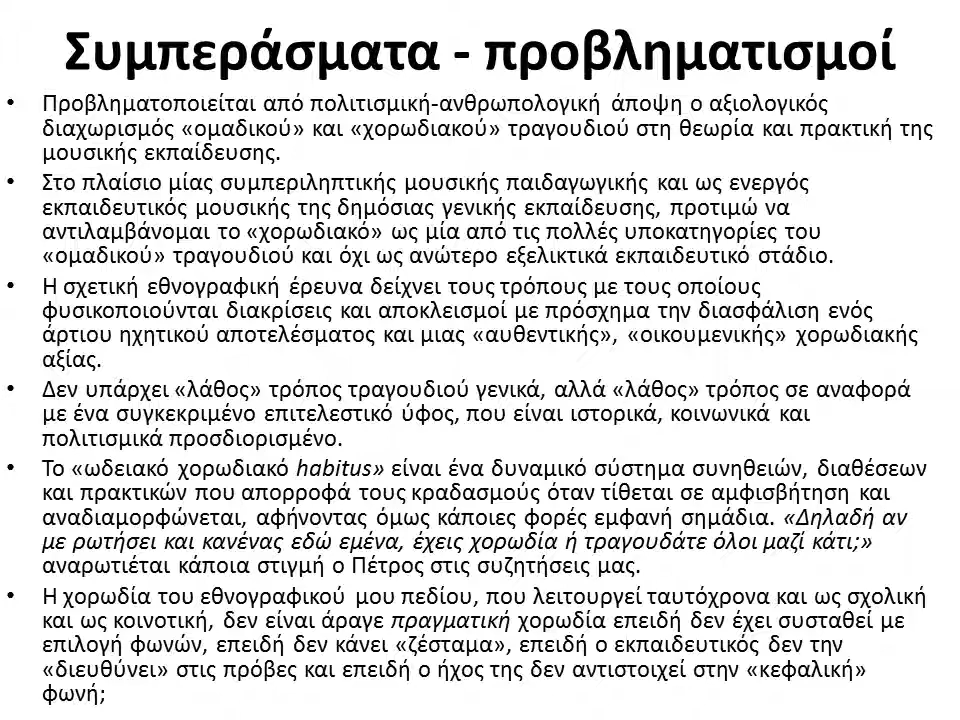 Συμπεράσματα - προβληματισμοί
• Προβληματοποιείται από πολιτισμική-ανθρωπολογική άποψη ο αξιολογικός
διαχωρισμός «ομαδικού» και «χορωδιακού» τραγουδιού στη θεωρία και πρακτική της
μουσικής εκπαίδευσης.
• Στο πλαίσιο μίας συμπεριληπτικής μουσικής παιδαγωγικής και ως ενεργός
εκπαιδευτικός μουσικής της δημόσιας γενικής εκπαίδευσης, προτιμώ να
αντιλαμβάνομαι το «χορωδιακό» ως μία από τις πολλές υποκατηγορίες του
«ομαδικού» τραγουδιού και όχι ως ανώτερο εξελικτικά εκπαιδευτικό στάδιο.
• Η σχετική εθνογραφική έρευνα δείχνει τους τρόπους με τους οποίους
φυσικοποιούνται διακρίσεις και αποκλεισμοί με πρόσχημα την διασφάλιση ενός
άρτιου ηχητικού αποτελέσματος και μιας «αυθεντικής», «οικουμενικής» χορωδιακής
αξίας.
• Δεν υπάρχει «λάθος» τρόπος τραγουδιού γενικά, αλλά «λάθος» τρόπος σε αναφορά
με ένα συγκεκριμένο επιτελεστικό ύφος, που είναι ιστορικά, κοινωνικά και
πολιτισμικά προσδιορισμένο.
• Το «ωδειακό χορωδιακό habitus» είναι ένα δυναμικό σύστημα συνηθειών, διαθέσεων
και πρακτικών που απορροφά τους κραδασμούς όταν τίθεται σε αμφισβήτηση και
αναδιαμορφώνεται, αφήνοντας όμως κάποιες φορές εμφανή σημάδια. «Δηλαδή αν
με ρωτήσει και κανένας εδώ εμένα, έχεις χορωδία ή τραγουδάτε όλοι μαζί κάτι;»
αναρωτιέται κάποια στιγμή ο Πέτρος στις συζητήσεις μας.
• Η χορωδία του εθνογραφικού μου πεδίου, που λειτουργεί ταυτόχρονα και ως σχολική
και ως κοινοτική, δεν είναι άραγε πραγματική χορωδία επειδή δεν έχει συσταθεί με
επιλογή φωνών, επειδή δεν κάνει «ζέσταμα», επειδή ο εκπαιδευτικός δεν την
«διευθύνει» στις πρόβες και επειδή ο ήχος της δεν αντιστοιχεί στην «κεφαλική»
φωνή;